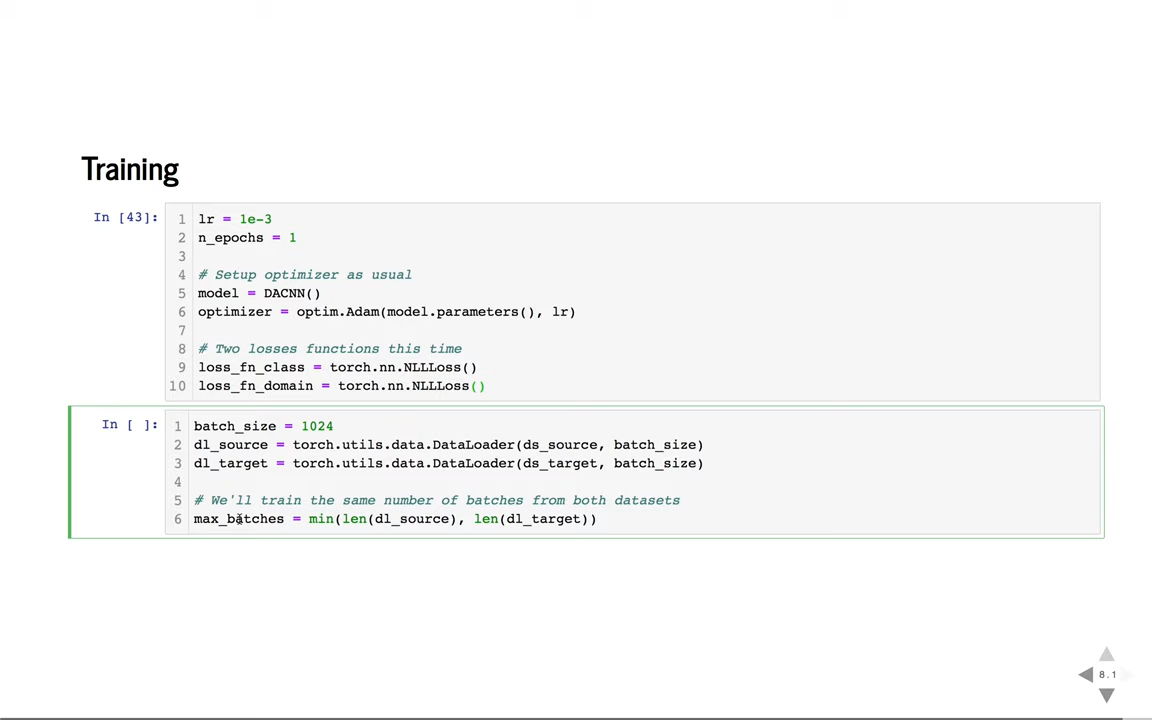 Training
In [43]:
1 lr = 1e-3
2 n_epochs = 1
3
4 # Setup optimizer as usual
5 model = DACNN()
6 optimizer = optim.Adam(model.parameters(), lr)
7
8 # Two losses functions this time
9 loss_fn_class = torch.nn.NLLLoss()
10 loss_fn_domain = torch.nn.NLLLoss()
In [ ]:
1 batch_size = 1024
2 dl_source = torch.utils.data.DataLoader(ds_source, batch_size)
3 dl_target = torch.utils.data.DataLoader(ds_target, batch_size)
4
5 # We'll train the same number of batches from both datasets
6 max_batches = min(len(dl_source), len(dl_target))
8.1